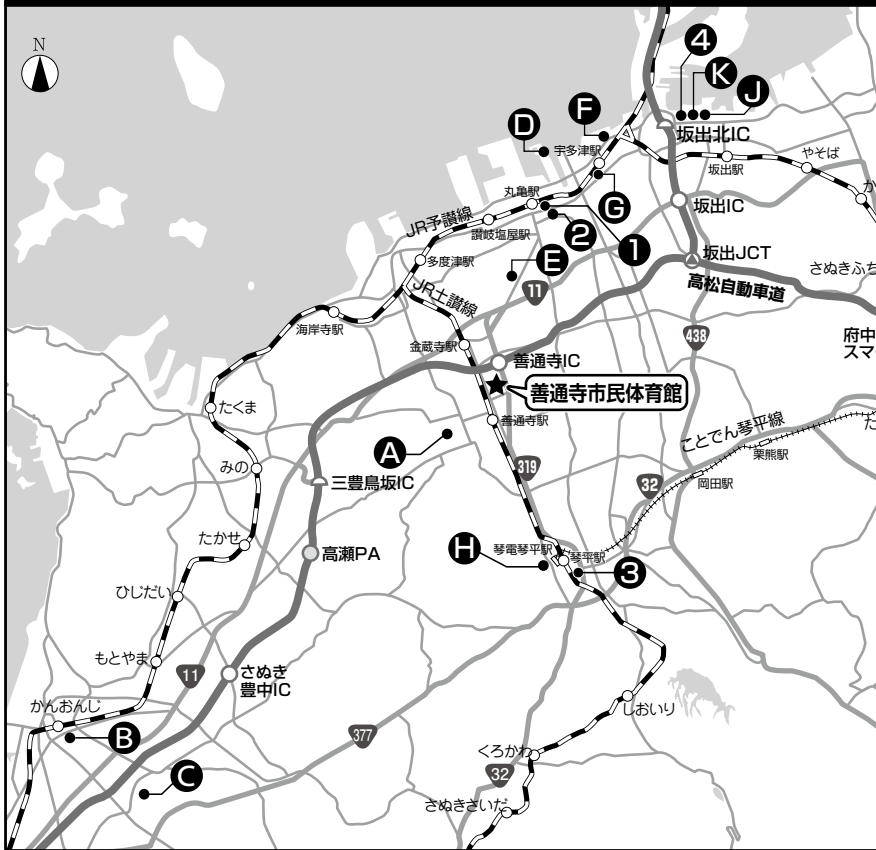 N
4
K
J
F
D
坂出北IC
宇多津駅
坂出駅
やそば
丸亀駅
G
坂出IC
JR予讃線
讃岐塩屋駅
2
1
多度津駅
E
坂出JCT
さぬきふち
JR土讃線
11
高松自動車道
海岸寺駅
438
府中
スマ
金蔵寺駅
善通寺IC
善通寺市民体育館
たくま
善通寺駅
A
ことでん琴平線
栗熊駅
みの
319
32
岡田駅
三豊鳥坂IC
たかせ
高瀬PA
H
琴電琴平駅
琴平駅
3
ひじだい
もとやま
11
さぬき
豊中IC
しおいり
かんおんじ
B
377
くろかわ
32
C
さぬきさいだ